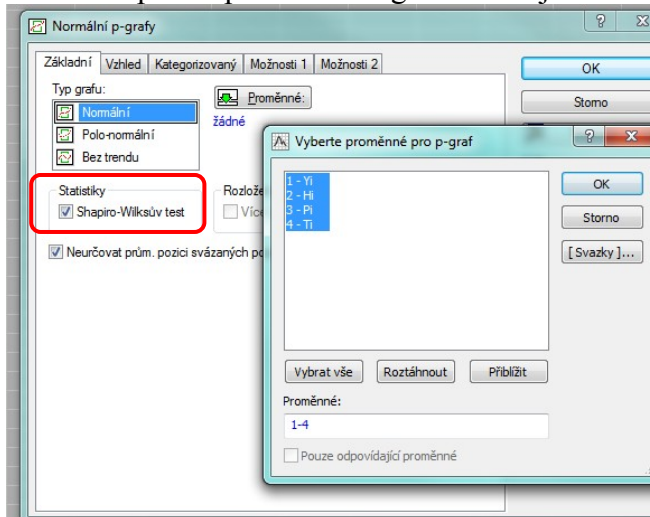 Normální p-grafy
Základní Vzhled Kategorizovaný Možnosti 1 Možnosti 2
OK
Typ grafu:
Proměnné:
Storno
Normální
žádné
Polo-normální
Vyberte proměnné pro p-graf
Bez trendu
1 - Yi
OK
Statistiky
2 - Hi
3 - Pi
Shapiro-Wilksův test
4 - Ti
Storno
Neurčovat prům. pozici svázaných
[ Svazky ]...
Vybrat vše Roztáhnout Přiblížit
Proměnné:
1-4
Pouze odpovídající proměnné